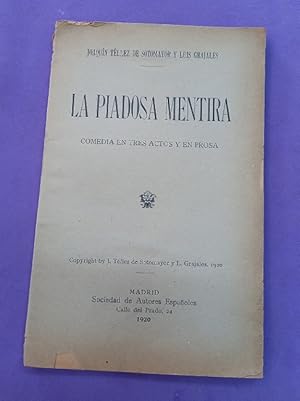 JOAQUÍN TÉLLEZ DE SOTOMAYOR Y LUIS GRAJALES
LA PIADOSA MENTIRA
COMEDIA EN TRES ACTOS Y EN PROSA
Copyright by J. Téllez de Sotomayor y L. Grajales, 1920
MADRID
Sociedad de Autores Españoles
Calle del Prado, 24
1920